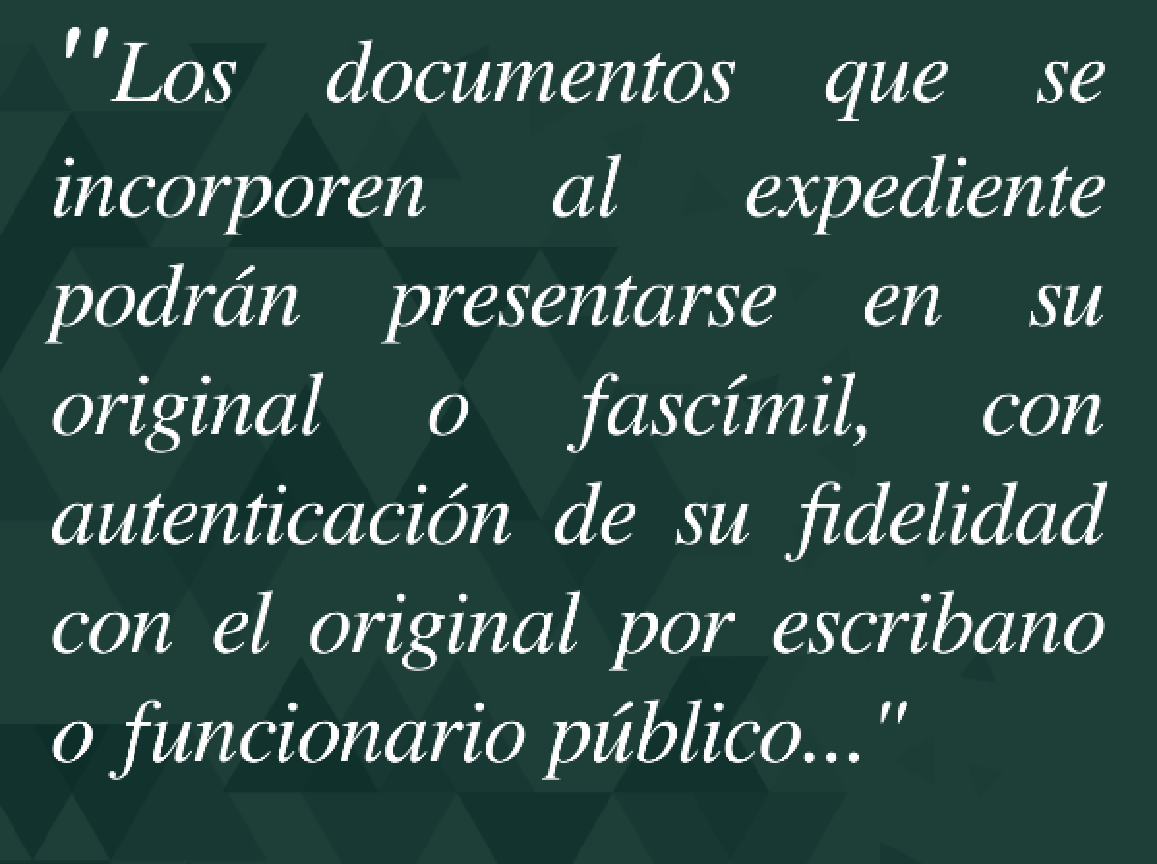 "Los documentos que se
incorporen al expediente
podrán presentarse en su
original o fascímil, con
autenticación de su fidelidad
con el original por escribano
o funcionario público..."